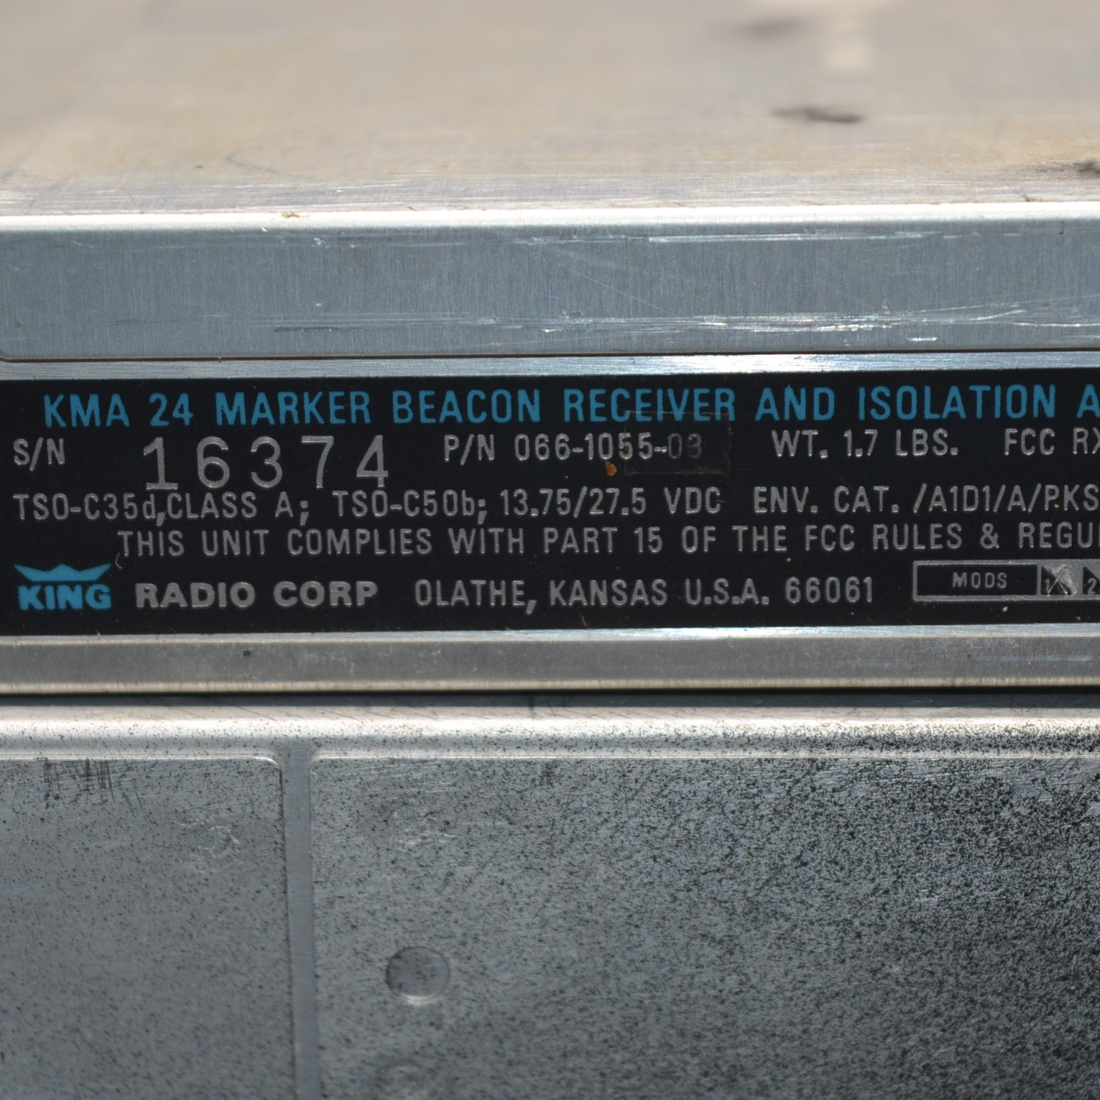 KMA 24 MARKER BEACON RECEIVER AND ISOLATION A
S/N 16374 P/N 066-1055-03 WT. 1.7 LBS. FCC RX
TSO-C35d,CLASS A; TSO-C50b; 13.75/27.5 VDC ENV. CAT. /A1D1/A/PKS
THIS UNIT COMPLIES WITH PART 15 OF THE FCC RULES & REGU
KING RADIO CORP OLATHE, KANSAS U.S.A. 66061 MODS 1 2